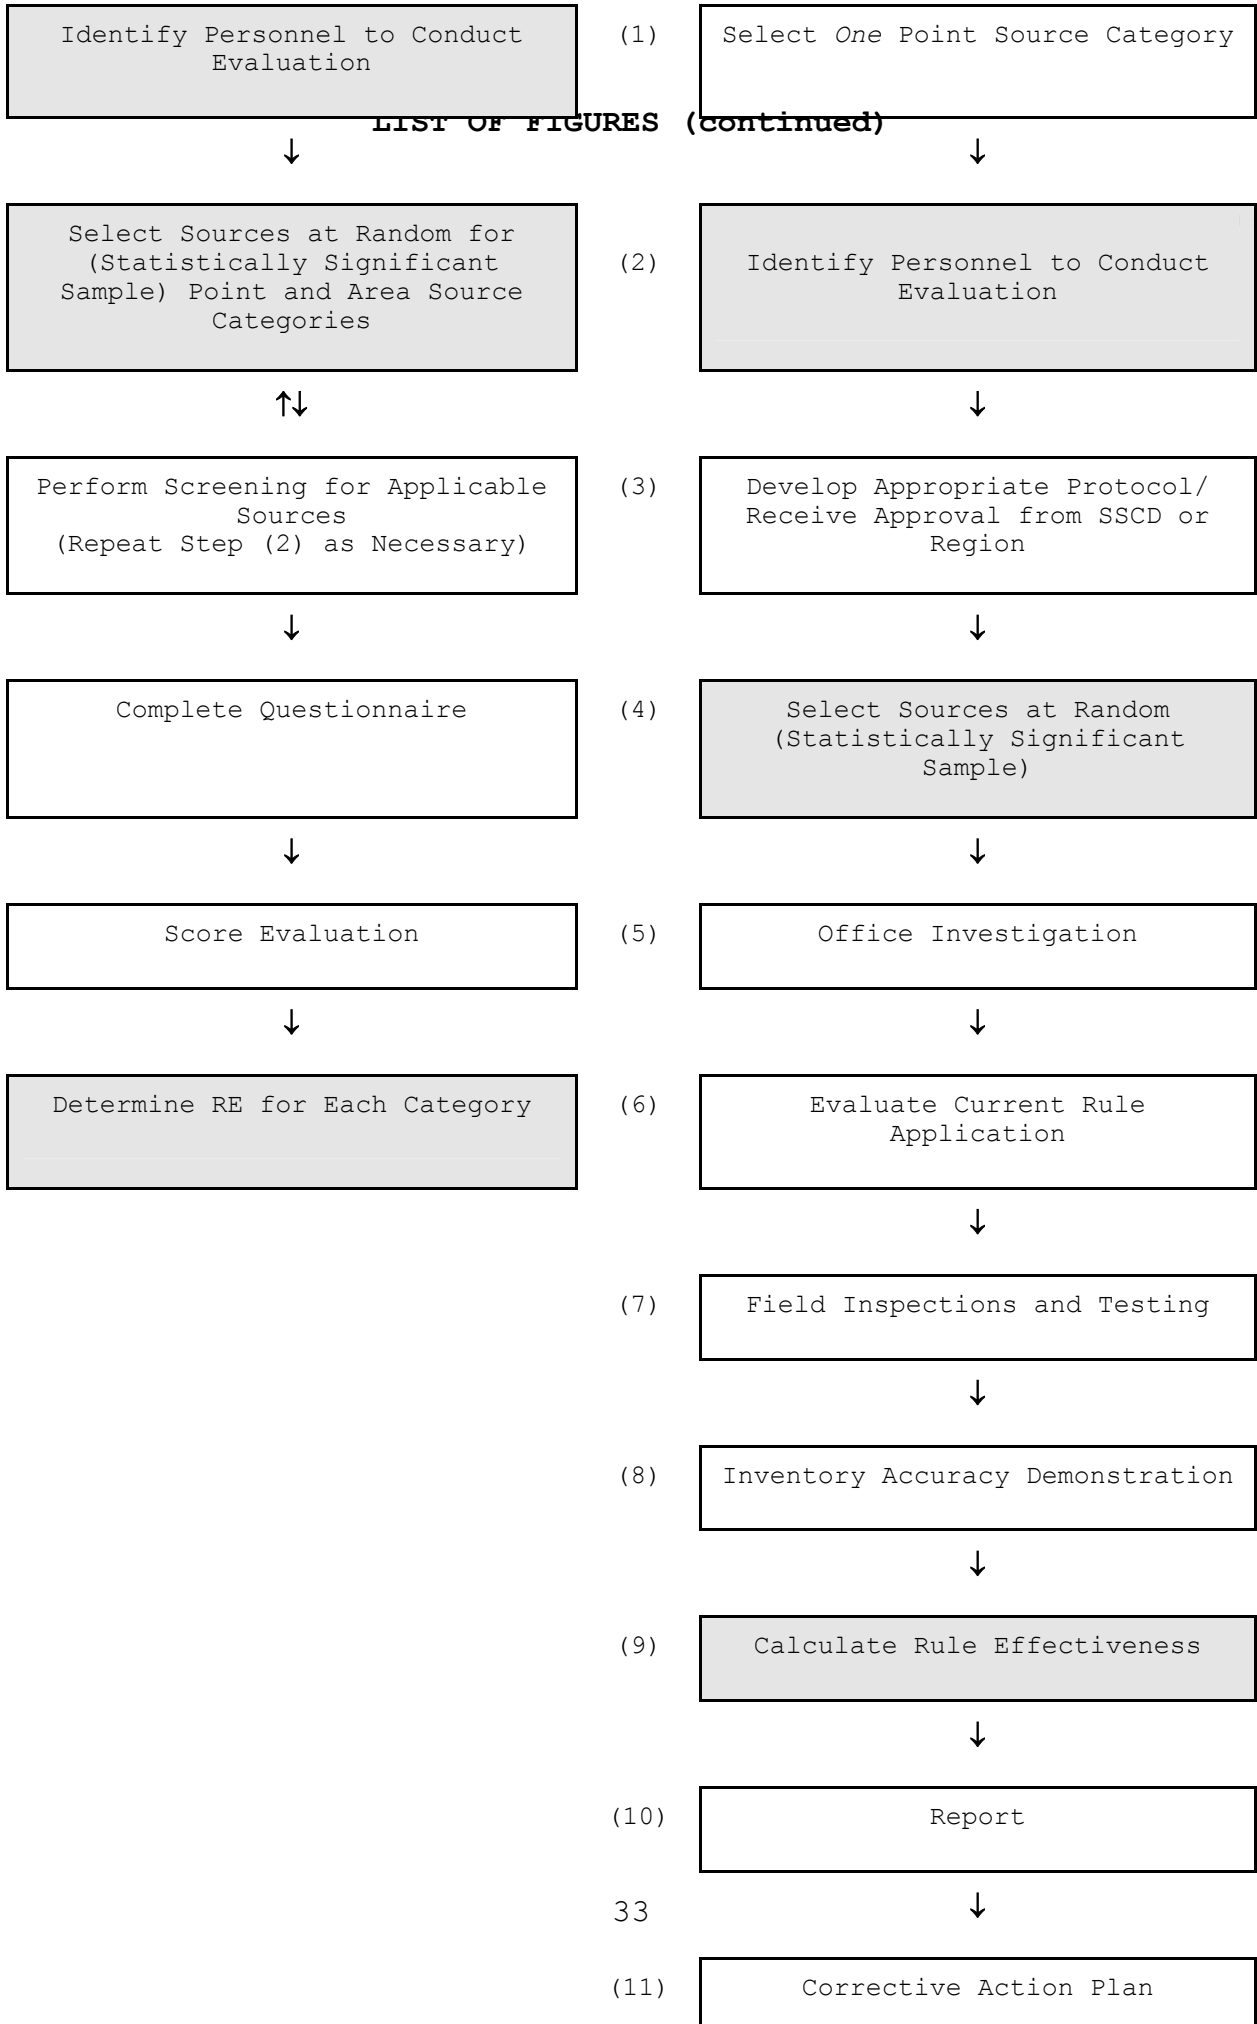 Identify Personnel to Conduct
Evaluation
(1)
Select One Point Source Category
LIST OF FIGURES (continued)
↓
↓
Select Sources at Random for
(Statistically Significant
Sample) Point and Area Source
Categories
(2)
Identify Personnel to Conduct
Evaluation
↑↓
↓
Perform Screening for Applicable
Sources
(Repeat Step (2) as Necessary)
(3)
Develop Appropriate Protocol/
Receive Approval from SSCD or
Region
↓
↓
Complete Questionnaire
(4)
Select Sources at Random
(Statistically Significant
Sample)
↓
↓
Score Evaluation
(5)
Office Investigation
↓
↓
Determine RE for Each Category
(6)
Evaluate Current Rule
Application
↓
(7)
Field Inspections and Testing
↓
(8)
Inventory Accuracy Demonstration
↓
(9)
Calculate Rule Effectiveness
↓
(10)
Report
33
↓
(11)
Corrective Action Plan